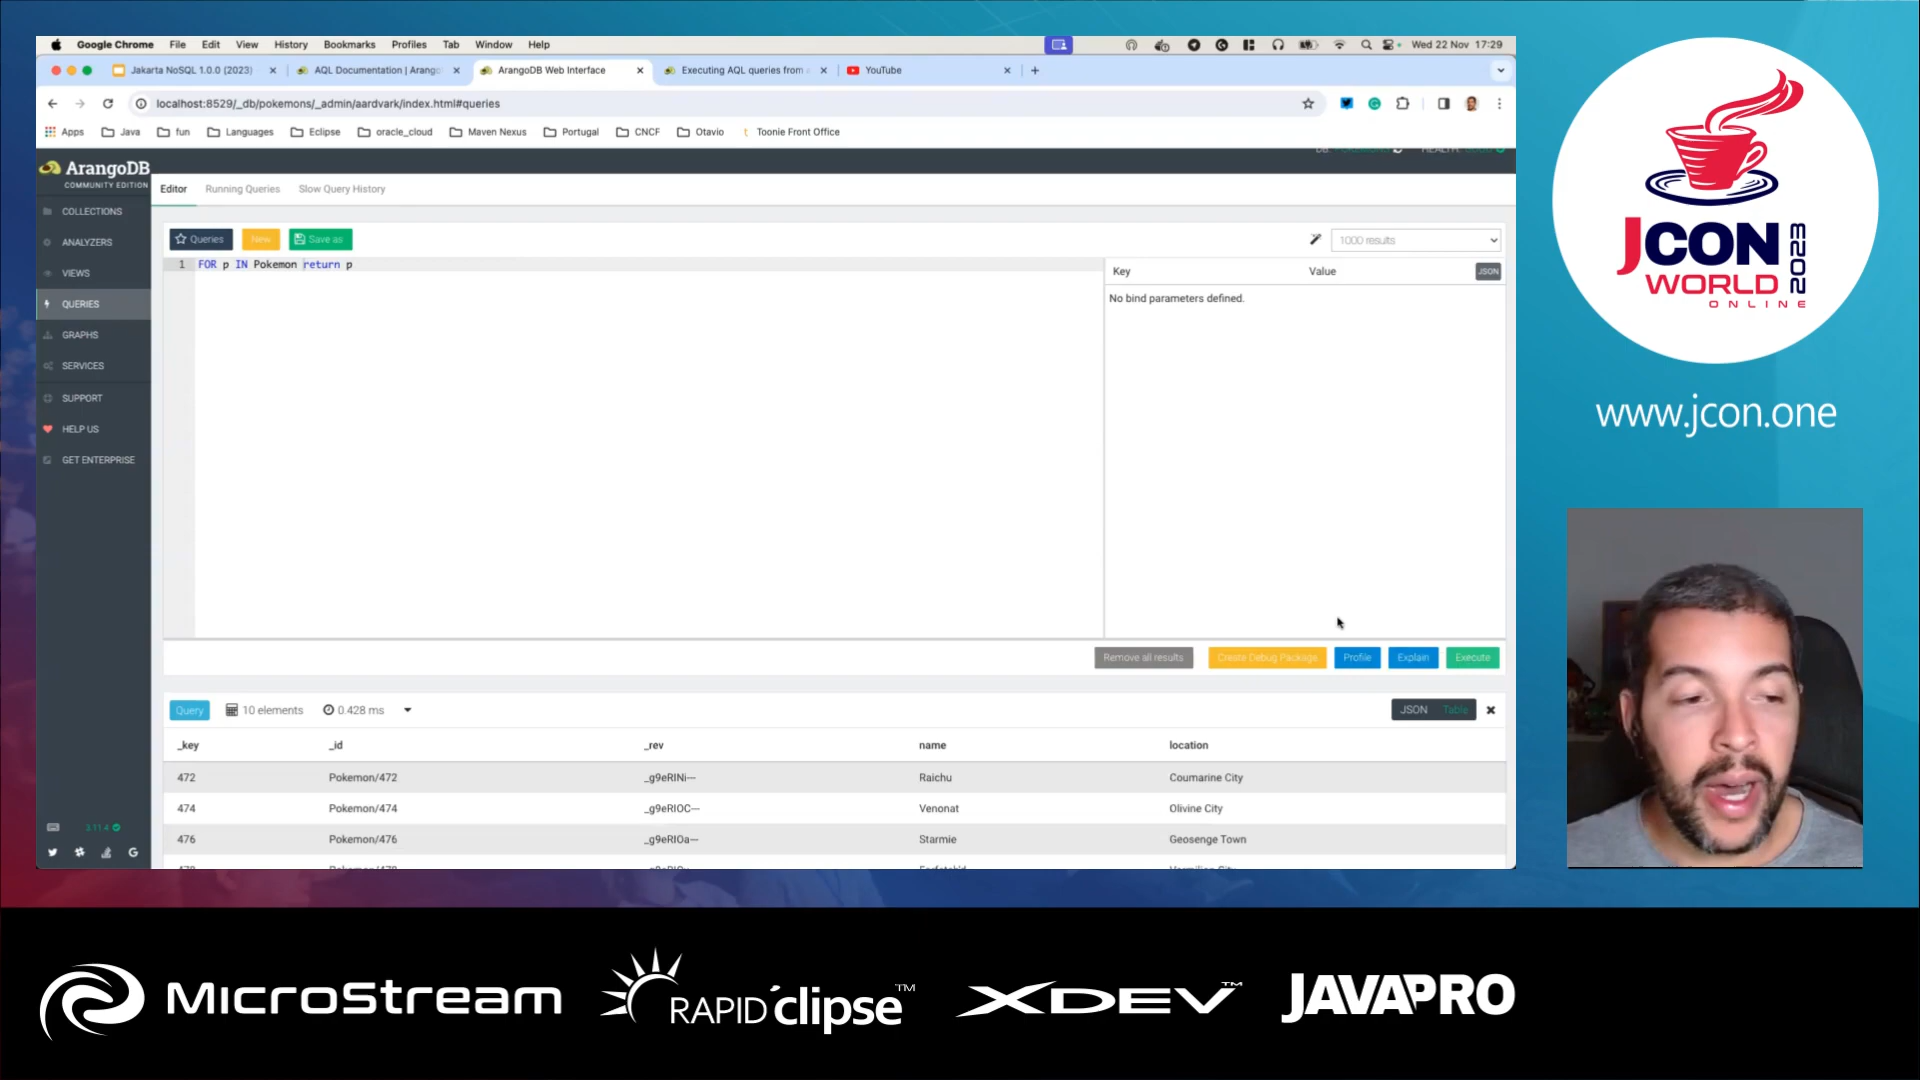 Google Chrome File Edit View History Bookmarks Profiles Tab Window Help Wed 22 Nov 17:29
Jakarta NoSQL 1.0.0 (2023) AQL Documentation | Arango ArangoDB Web Interface Executing AQL queries from YouTube
localhost:8529/_db/pokemons/_admin/aardvark/index.html#queries
Apps Java fun Languages Eclipse oracle_cloud Maven Nexus Portugal CNCF Otavio Toonie Front Office
ArangoDB
COMMUNITY EDITION
COLLECTIONS
ANALYZERS
VIEWS
QUERIES
GRAPHS
SERVICES
SUPPORT
HELP US
GET ENTERPRISE
3.11.4
Editor Running Queries Slow Query History
Queries New Save as 1000 results
1 FOR p IN Pokemon return p
Key Value JSON
No bind parameters defined.
Remove all results Create Debug Package Profile Explain Execute
Query 10 elements 0.428 ms JSON Table
_key _id _rev name location
472 Pokemon/472 _g9eRINi--- Raichu Coumarine City
474 Pokemon/474 _g9eRIOC--- Venonat Olivine City
476 Pokemon/476 _g9eRIOa--- Starmie Geosenge Town
JCON
WORLD
ONLINE
2023
www.jcon.one
MicroStream
RAPID'clipse™
XDEV™
JAVAPRO